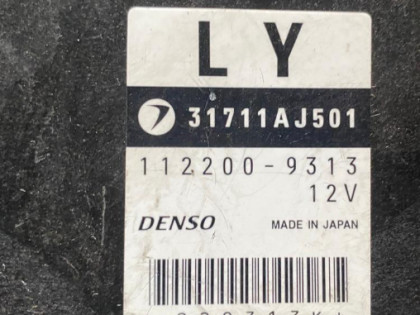 LY
31711AJ501
112200-9313
12V
DENSO MADE IN JAPAN